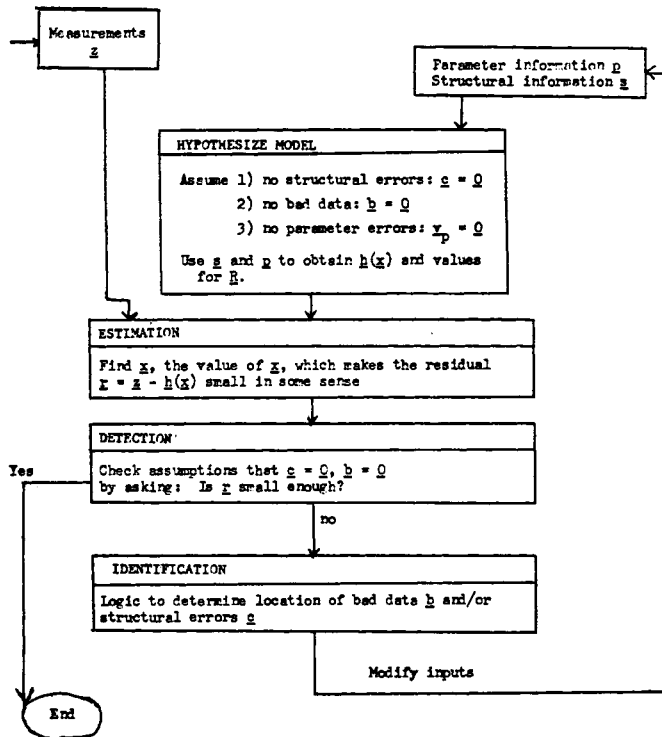 Measurements
z
Parameter information p
Structural information s
HYPOTHESIZE MODEL
Assume 1) no structural errors: c = 0
2) no bad data: b = 0
3) no parameter errors: v_p = 0
Use s and p to obtain h(x) and values
for R.
ESTIMATION
Find x, the value of x, which makes the residual
r = z - h(x) small in some sense
DETECTION
Check assumptions that c = 0, b = 0
by asking: Is r small enough?
Yes
no
IDENTIFICATION
Logic to determine location of bad data b and/or
structural errors c
Modify inputs
End